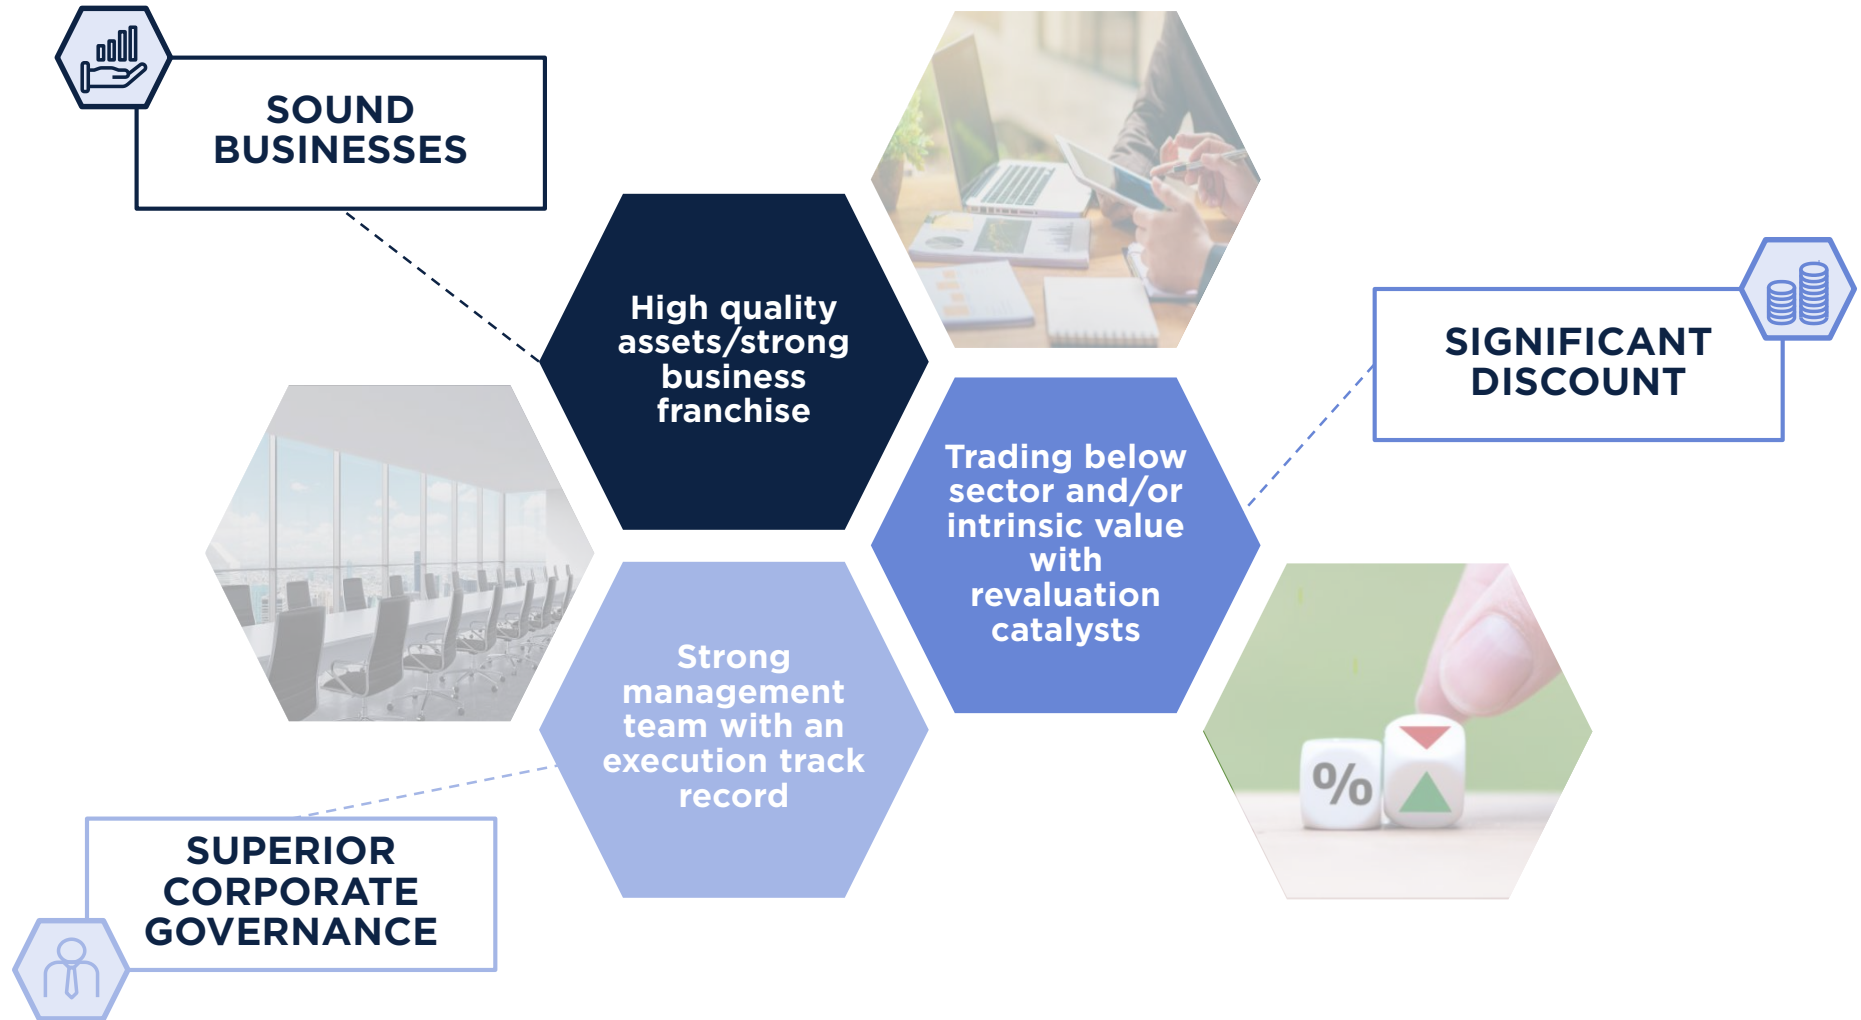 SOUND
BUSINESSES
High quality
assets/strong
business
franchise
SIGNIFICANT
DISCOUNT
Trading below
sector and/or
intrinsic value
with
revaluation
catalysts
Strong
management
team with an
execution track
record
%
SUPERIOR
CORPORATE
GOVERNANCE